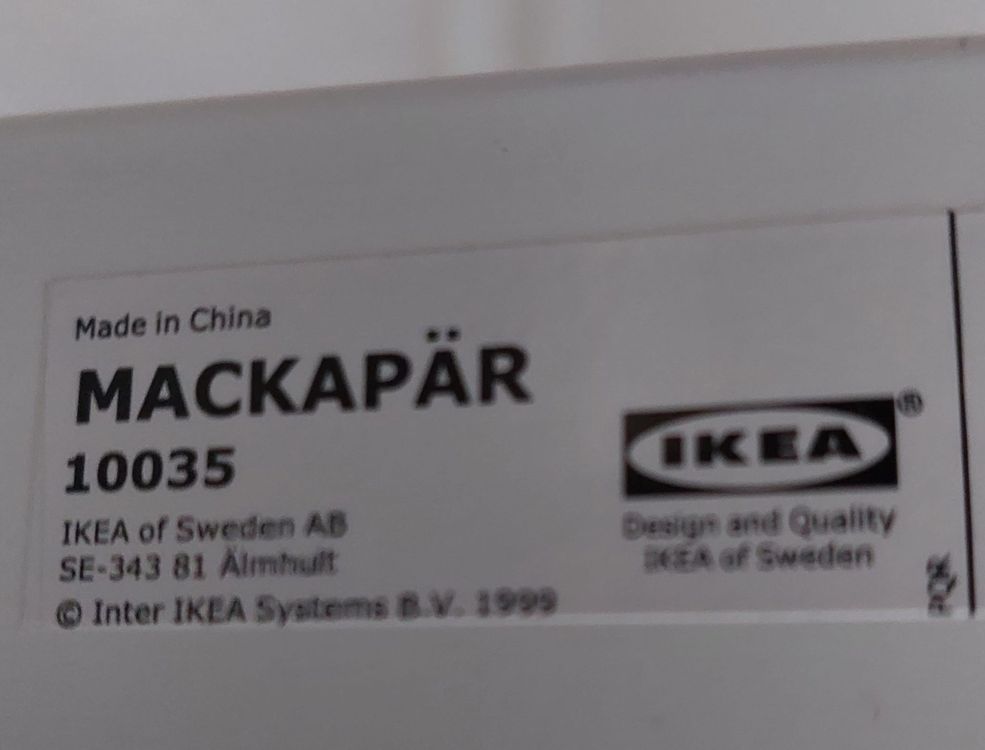 Made in China
MACKAPÄR
10035
IKEA of Sweden AB
SE-343 81 Älmhult
© Inter IKEA Systems B.V. 1999
IKEA®
Design and Quality
IKEA of Sweden